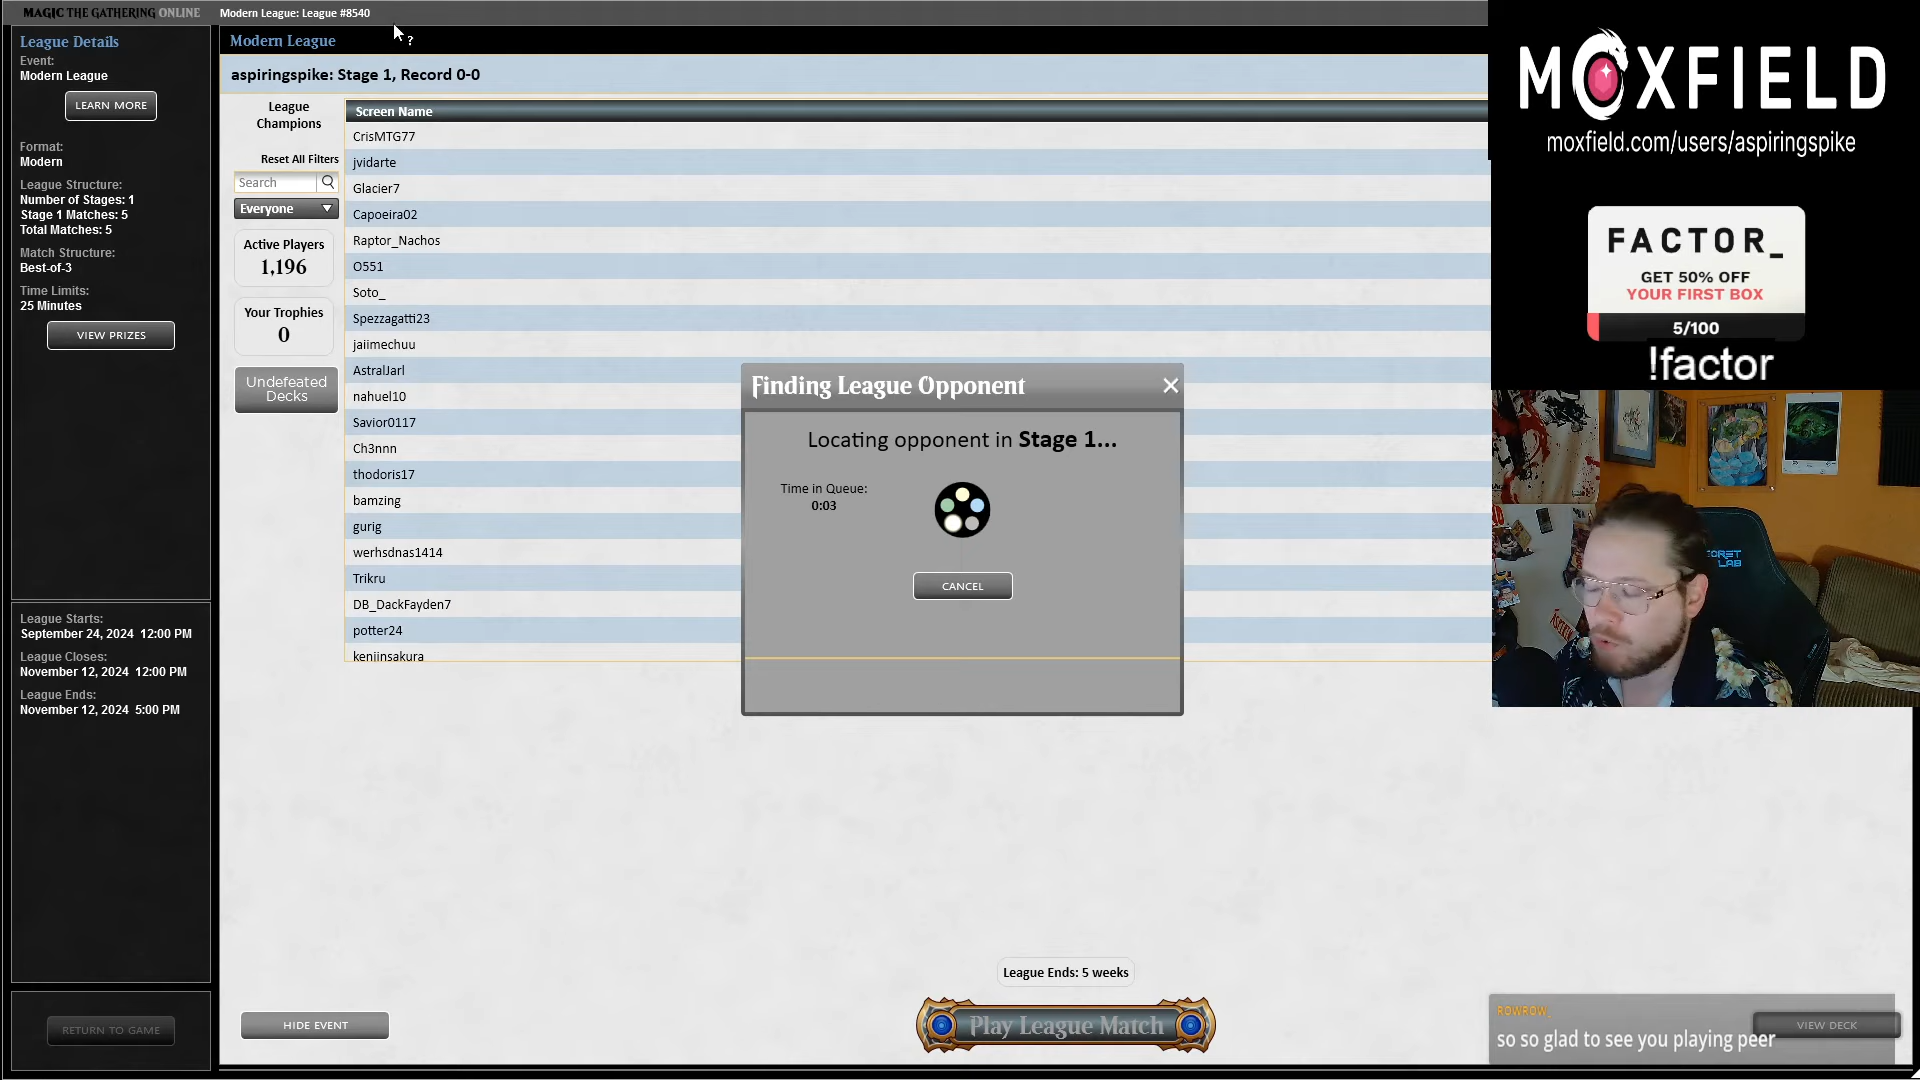 MAGIC THE GATHERING ONLINE
Modern League: League #8540
League Details
Event:
Modern League
LEARN MORE
Format:
Modern
League Structure:
Number of Stages: 1
Stage 1 Matches: 5
Total Matches: 5
Match Structure:
Best-of-3
Time Limits:
25 Minutes
VIEW PRIZES
League Starts:
September 24, 2024 12:00 PM
League Closes:
November 12, 2024 12:00 PM
League Ends:
November 12, 2024 5:00 PM
RETURN TO GAME
Modern League
aspiringspike: Stage 1, Record 0-0
League
Champions
Reset All Filters
Search
Everyone
Active Players
1,196
Your Trophies
0
Undefeated
Decks
Screen Name
CrisMTG77
jvidarte
Glacier7
Capoeira02
Raptor_Nachos
O551
Soto_
Spezzagatti23
jaiimechuu
AstralJarl
nahuel10
Savior0117
Ch3nnn
thodoris17
bamzing
gurig
werhsdnas1414
Trikru
DB_DackFayden7
potter24
kenjinsakura
Finding League Opponent
Locating opponent in Stage 1...
Time in Queue:
0:03
CANCEL
League Ends: 5 weeks
HIDE EVENT
Play League Match
MOXFIELD
moxfield.com/users/aspiringspike
FACTOR_
GET 50% OFF
YOUR FIRST BOX
5/100
!factor
ROWROW_
so so glad to see you playing peer
VIEW DECK